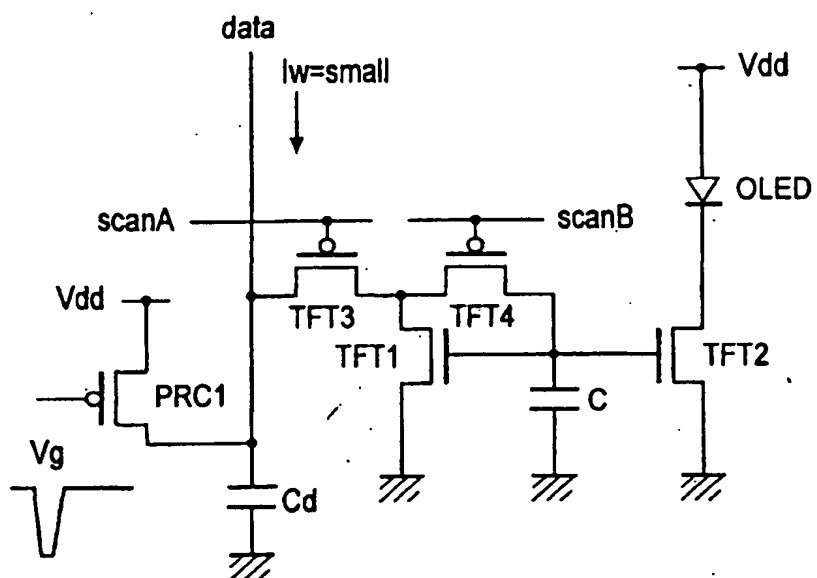 data
Iw=small
Vdd
OLED
scanA
scanB
Vdd
TFT3
TFT4
TFT1
TFT2
PRC1
C
Vg
Cd